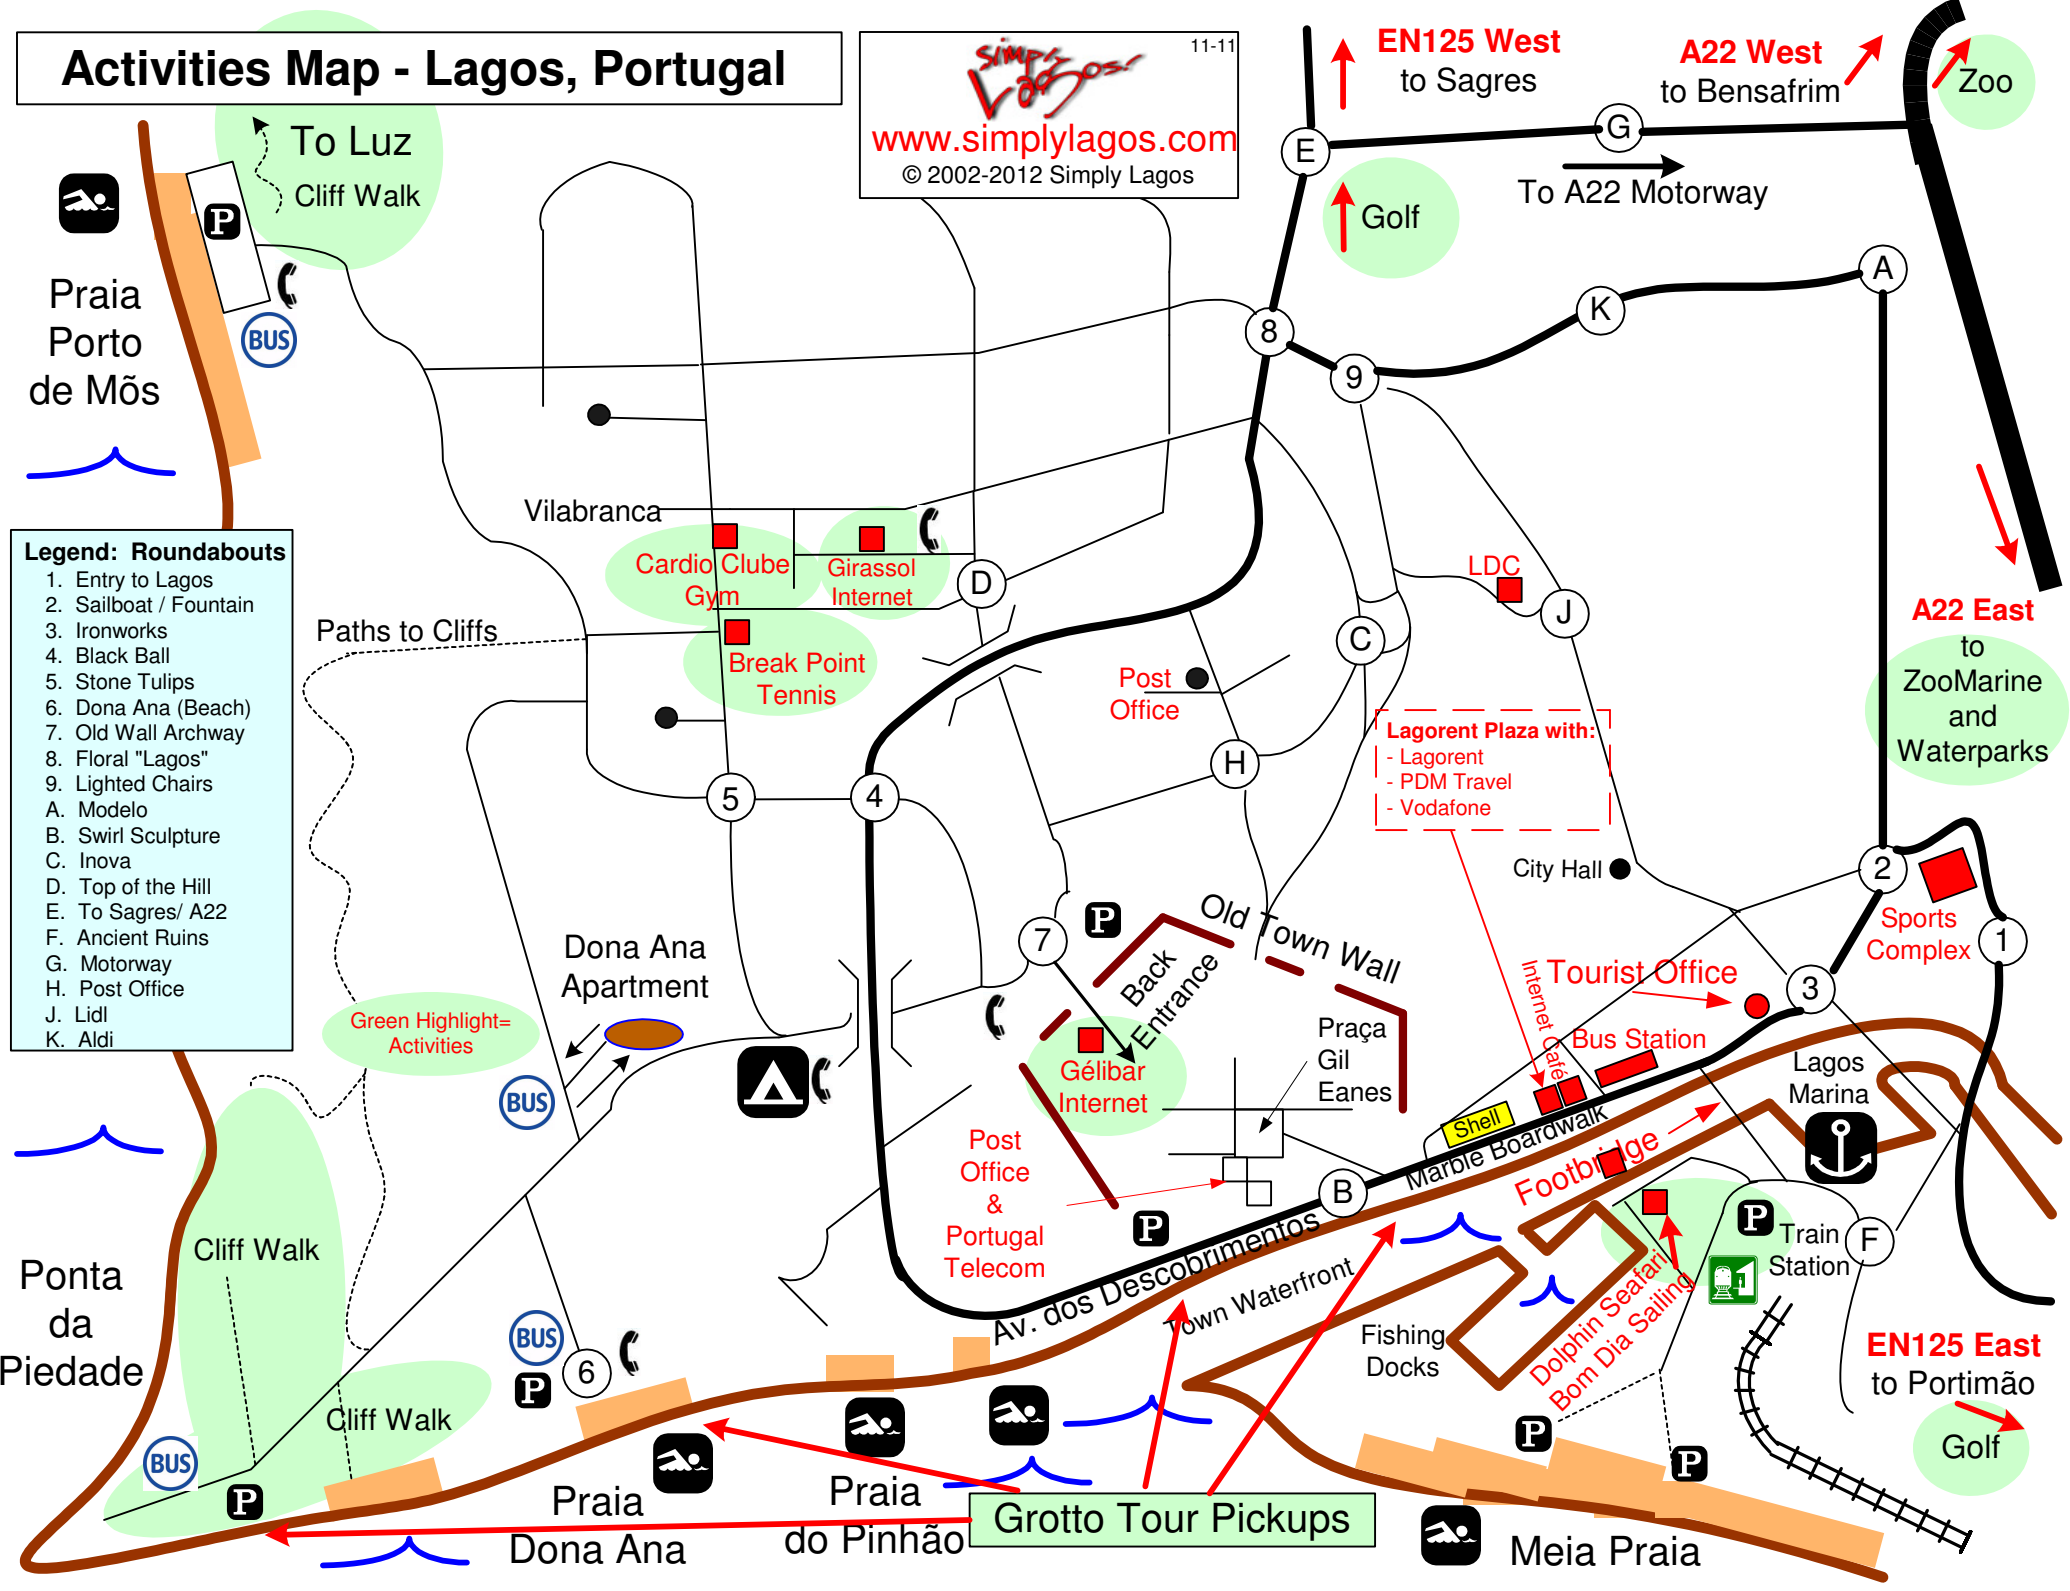 Activities Map - Lagos, Portugal
simply
Lagos!
11-11
www.simplylagos.com
© 2002-2012 Simply Lagos
EN125 West
to Sagres
A22 West
to Bensafrim
Zoo
E
G
To A22 Motorway
Golf
To Luz
Cliff Walk
P
BUS
Praia
Porto
de Mõs
A
K
8
9
Legend: Roundabouts
1. Entry to Lagos
2. Sailboat / Fountain
3. Ironworks
4. Black Ball
5. Stone Tulips
6. Dona Ana (Beach)
7. Old Wall Archway
8. Floral "Lagos"
9. Lighted Chairs
A. Modelo
B. Swirl Sculpture
C. Inova
D. Top of the Hill
E. To Sagres/ A22
F. Ancient Ruins
G. Motorway
H. Post Office
J. Lidl
K. Aldi
Vilabranca
Cardio Clube
Gym
Girassol
Internet
D
Paths to Cliffs
Break Point
Tennis
LDC
J
C
Post
Office
H
A22 East
to
ZooMarine
and
Waterparks
Lagorent Plaza with:
- Lagorent
- PDM Travel
- Vodafone
5
4
City Hall
2
Sports
Complex
1
7
P
Old Town Wall
Back
Entrance
Dona Ana
Apartment
Green Highlight=
Activities
BUS
Gélibar
Internet
Praça
Gil
Eanes
Internet Café
Tourist Office
3
Bus Station
Shell
Marble Boardwalk
Footbridge
Lagos
Marina
Post
Office
&
Portugal
Telecom
P
B
Av. dos Descobrimentos
Town Waterfront
P
Train
Station
F
Dolphin Seafari
Bom Dia Sailing
Fishing
Docks
EN125 East
to Portimão
Golf
Ponta
da
Piedade
Cliff Walk
Cliff Walk
BUS
P
BUS
P
6
Praia
Dona Ana
Praia
do Pinhão
Grotto Tour Pickups
P
P
Meia Praia